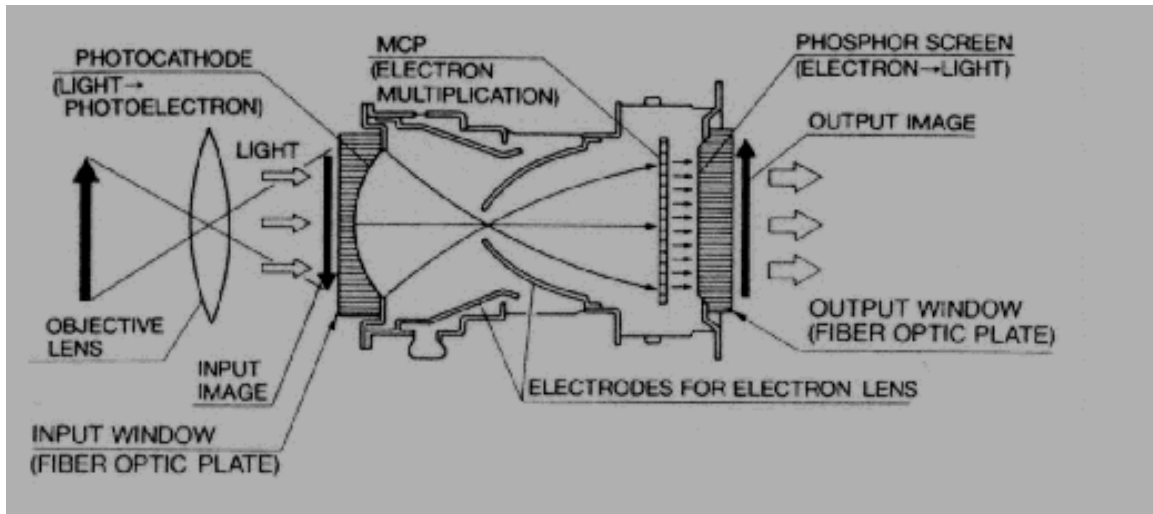 PHOTOCATHODE
(LIGHT→
PHOTOELECTRON)
MCP
(ELECTRON
MULTIPLICATION)
PHOSPHOR SCREEN
(ELECTRON→LIGHT)
OUTPUT IMAGE
LIGHT
OBJECTIVE
LENS
INPUT
IMAGE
INPUT WINDOW
(FIBER OPTIC PLATE)
ELECTRODES FOR ELECTRON LENS
OUTPUT WINDOW
(FIBER OPTIC PLATE)